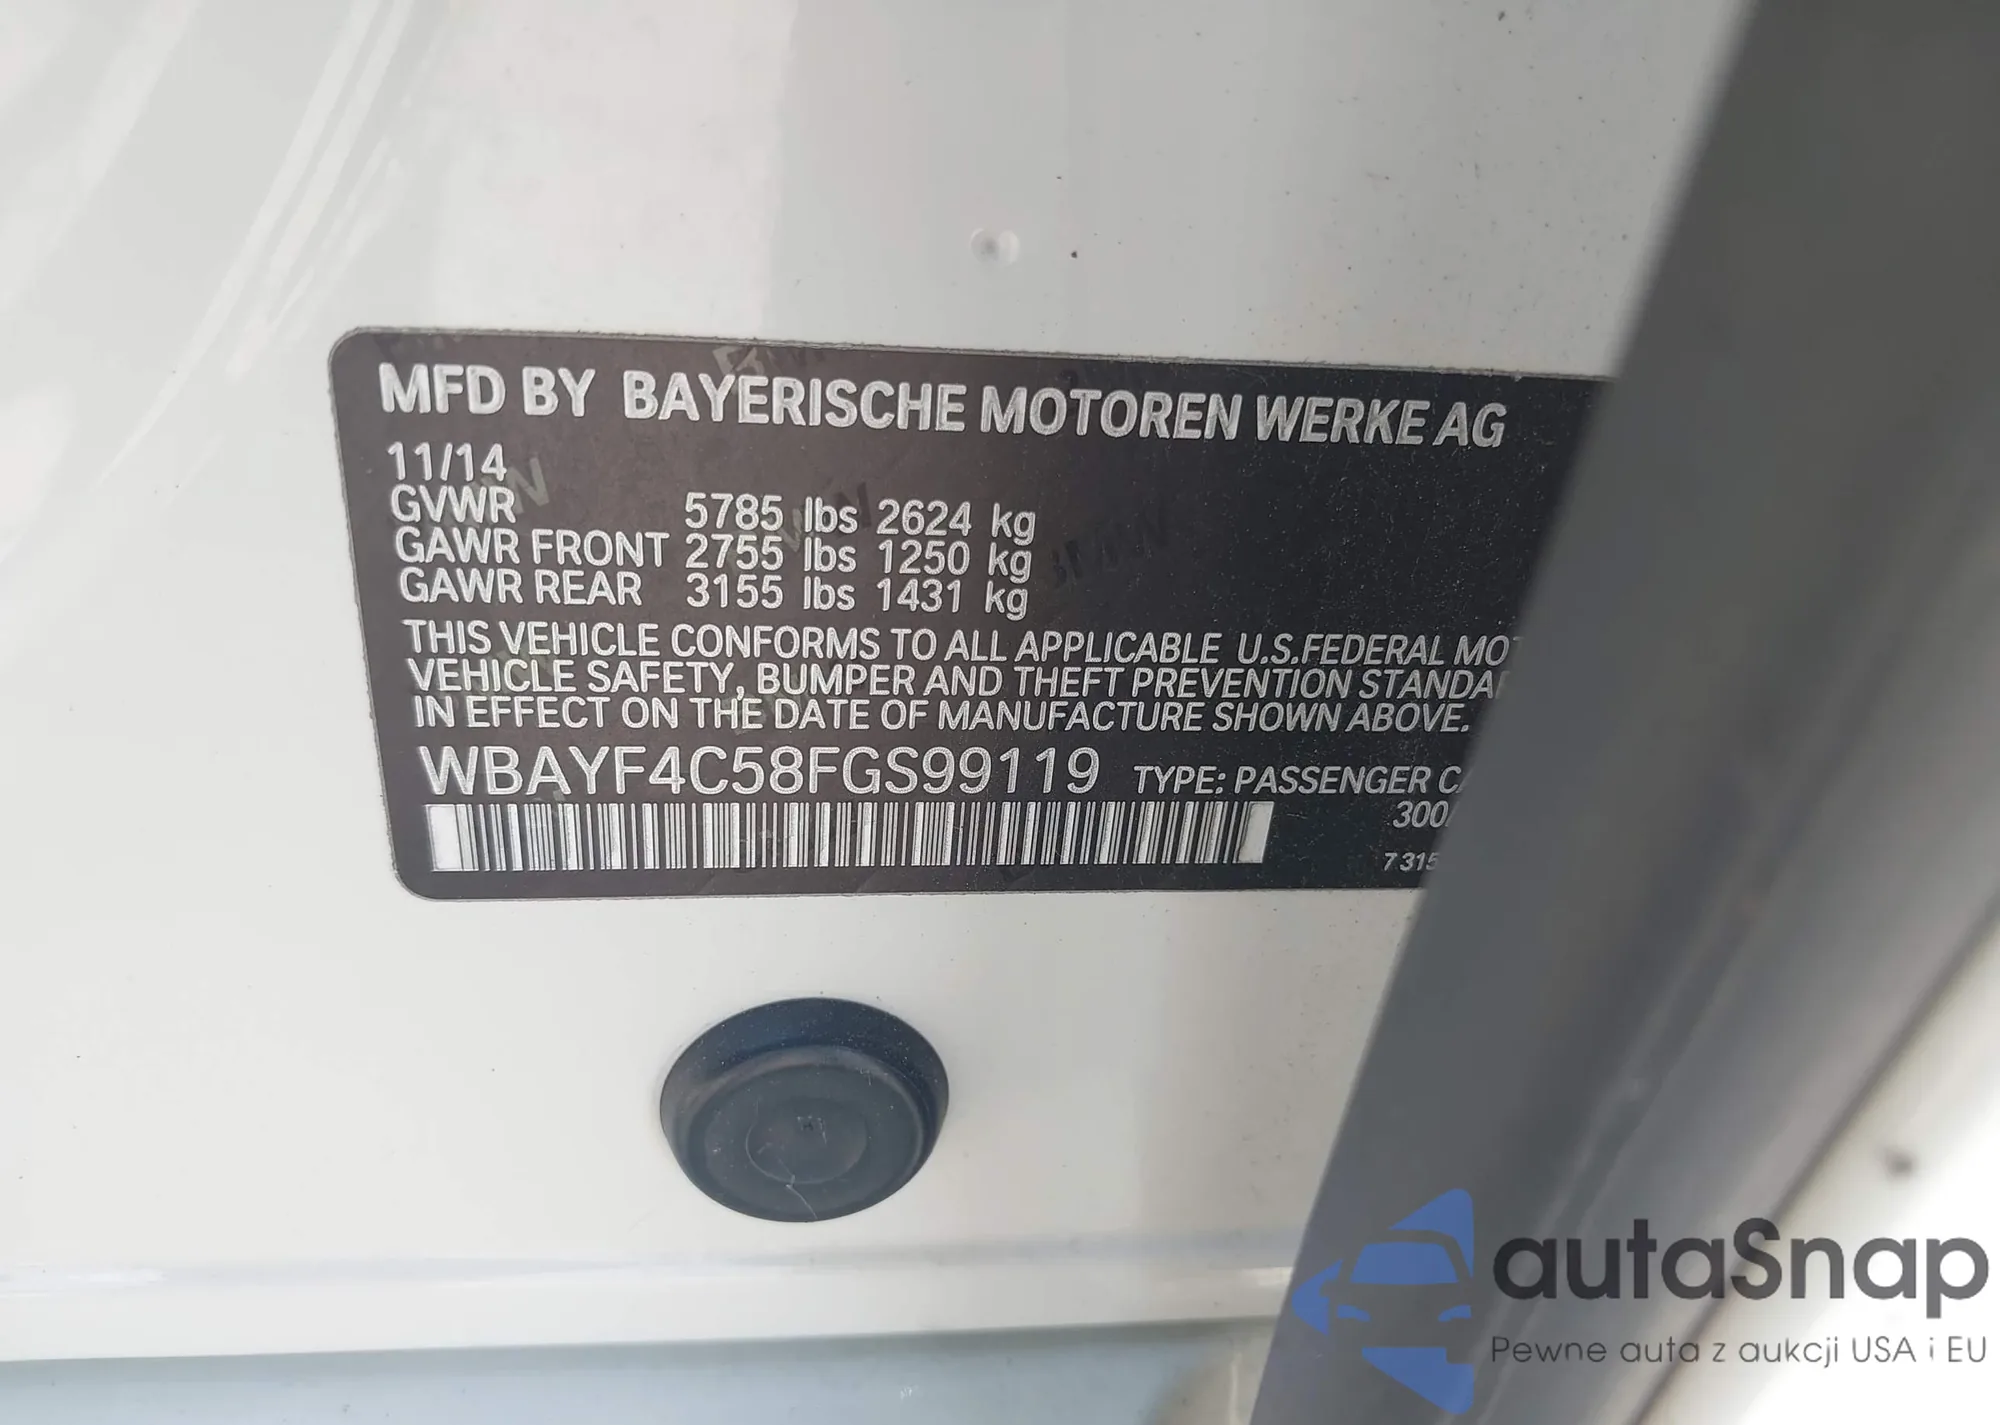 MFD BY BAYERISCHE MOTOREN WERKE AG
11/14
GVWR 5785 lbs 2624 kg
GAWR FRONT 2755 lbs 1250 kg
GAWR REAR 3155 lbs 1431 kg
THIS VEHICLE CONFORMS TO ALL APPLICABLE U.S.FEDERAL
VEHICLE SAFETY, BUMPER AND THEFT PREVENTION
IN EFFECT ON THE DATE OF MANUFACTURE SHOWN ABOVE.
WBAYF4C58FGS99119 TYPE: PASSENGER
autaSnap
Pewne auta z aukcji USA i EU